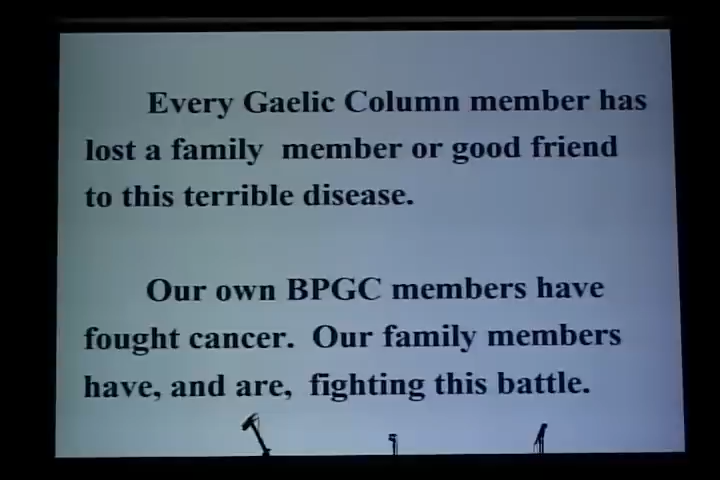 Every Gaelic Column member has
lost a family member or good friend
to this terrible disease.
Our own BPGC members have
fought cancer. Our family members
have, and are, fighting this battle.